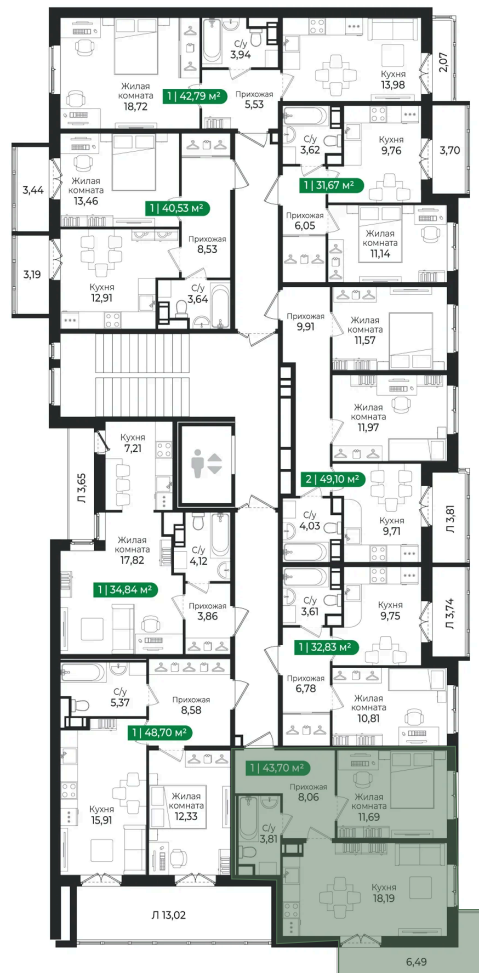 С/у
3,94
Жилая
комната
18,72
1 | 42,79 м²
Прихожая
5,53
Кухня
13,98
2,07
С/у
3,62
Кухня
9,76
3,70
3,44
Жилая
комната
13,46
1 | 40,53 м²
1 | 31,67 м²
Прихожая
6,05
Жилая
комната
11,14
Прихожая
8,53
3,19
Кухня
12,91
С/у
3,64
Прихожая
9,91
Жилая
комната
11,57
Жилая
комната
11,97
Кухня
7,21
Л 3,65
2 | 49,10 м²
С/у
4,03
Кухня
9,71
Л 3,81
Жилая
комната
17,82
С/у
4,12
1 | 34,84 м²
Прихожая
3,86
С/у
3,61
Кухня
9,75
Л 3,74
1 | 32,83 м²
Прихожая
6,78
Жилая
комната
10,81
С/у
5,37
Прихожая
8,58
1 | 48,70 м²
Кухня
15,91
Жилая
комната
12,33
Л 13,02
1 | 43,70 м²
Прихожая
8,06
Жилая
комната
11,69
С/у
3,81
Кухня
18,19
6,49